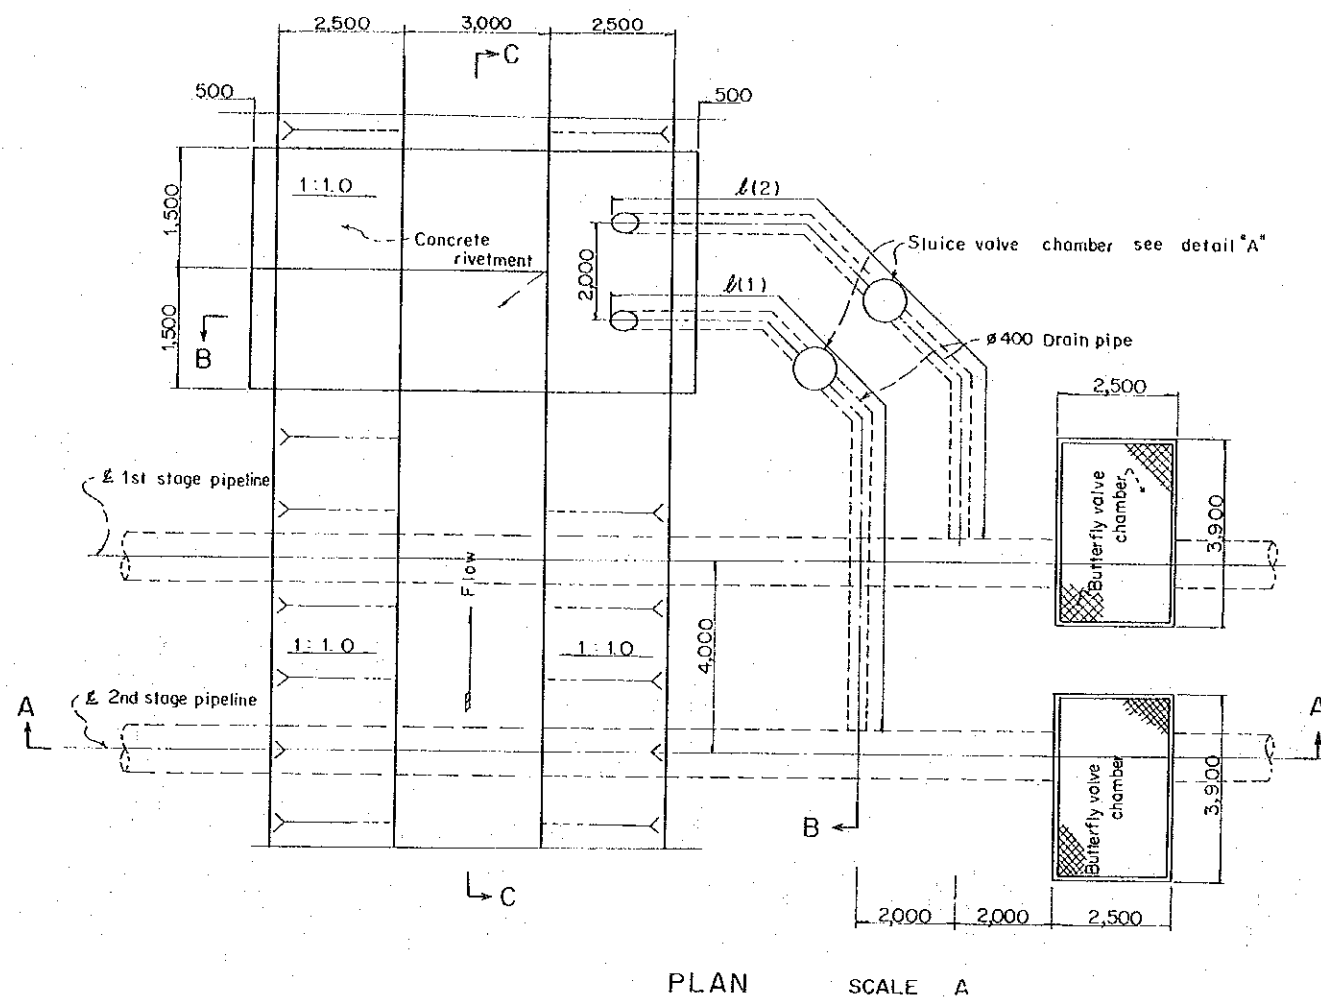 2,500 3,000 2,500
C
500 500
1:1.0
1,500
Concrete
rivetment
ℓ(2)
Sluice valve chamber see detail "A"
2,000
ℓ(1)
1,500
B
ø400 Drain pipe
2,500
℄ 1st stage pipeline
Butterfly valve
chamber
3,900
Flow
1:1.0 1:1.0
4,000
℄ 2nd stage pipeline
A A
Butterfly valve
chamber
3,900
B
C
2,000 2,000 2,500
PLAN SCALE A